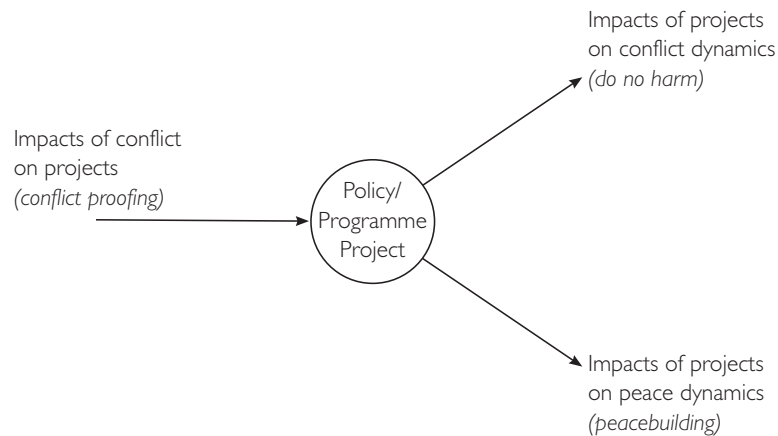 Impacts of projects
on conflict dynamics
(do no harm)
Impacts of conflict
on projects
(conflict proofing)
Policy/
Programme
Project
Impacts of projects
on peace dynamics
(peacebuilding)